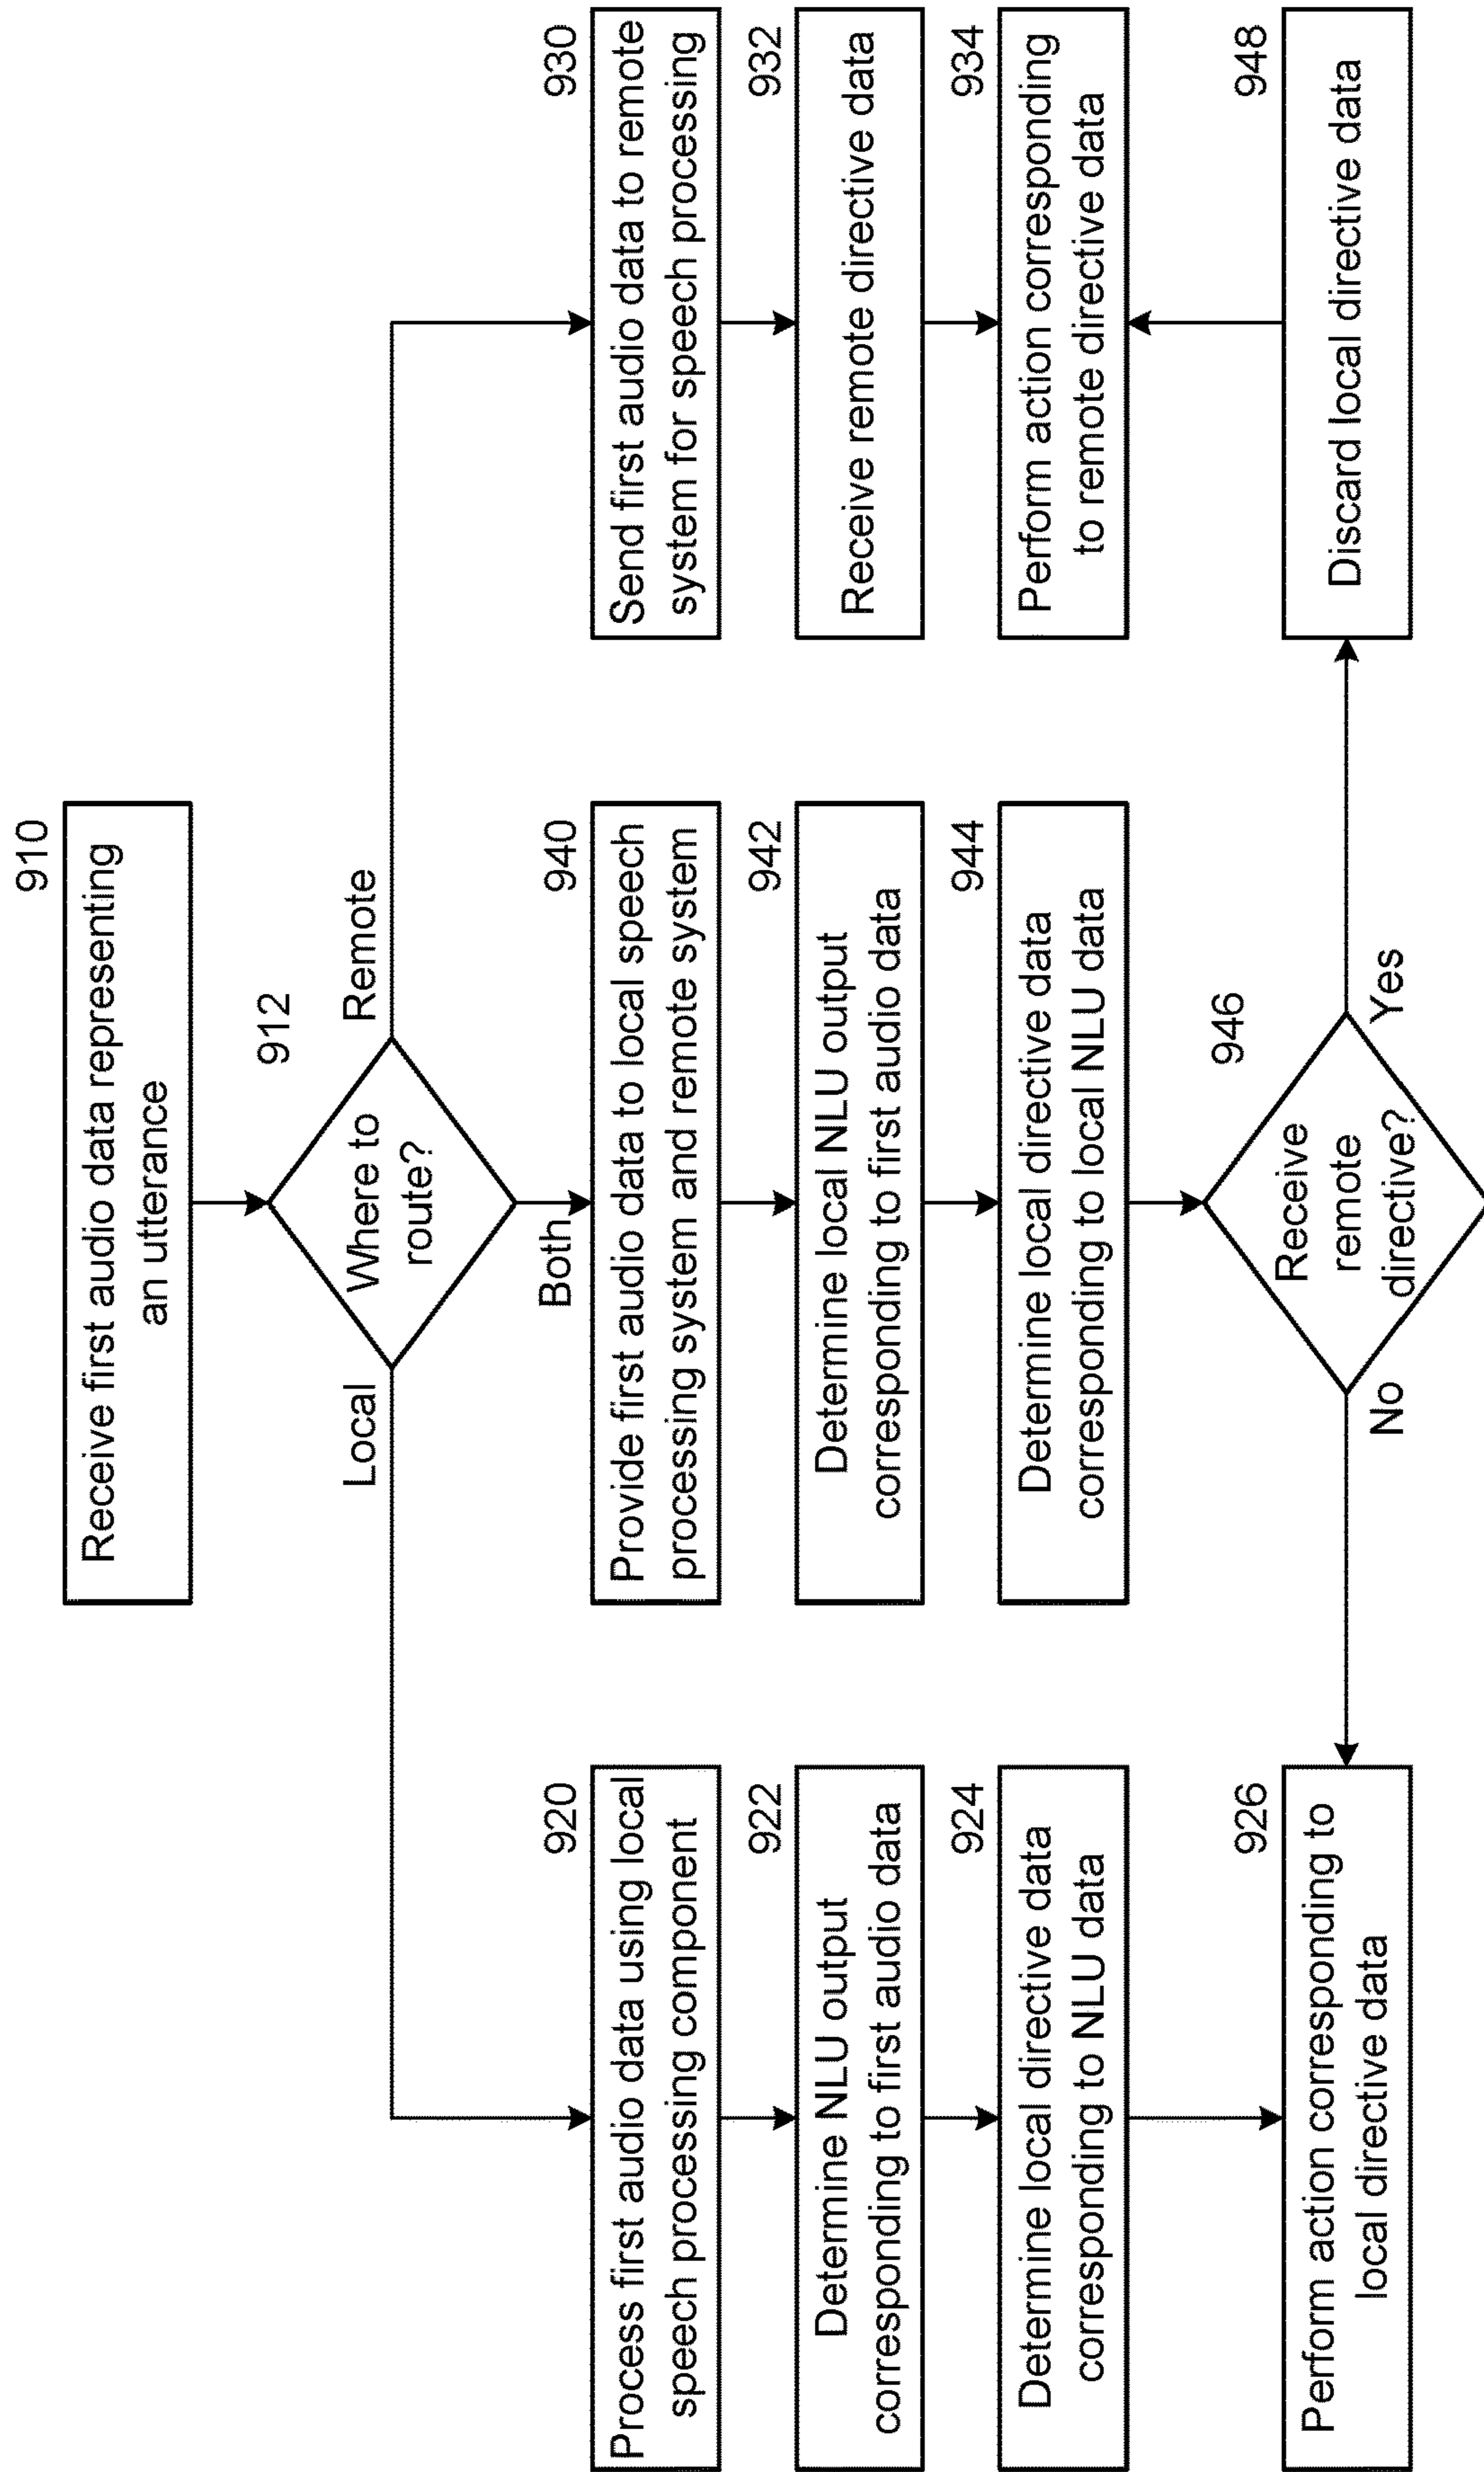 910
Receive first audio data representing
an utterance
912
Where to
route?
Local
Both
Remote
920
Process first audio data using local
speech processing component
922
Determine NLU output
corresponding to first audio data
924
Determine local directive data
corresponding to NLU data
926
Perform action corresponding to
local directive data
940
Provide first audio data to local speech
processing system and remote system
942
Determine local NLU output
corresponding to first audio data
944
Determine local directive data
corresponding to local NLU data
946
Receive
remote
directive?
No
Yes
930
Send first audio data to remote
system for speech processing
932
Receive remote directive data
934
Perform action corresponding
to remote directive data
948
Discard local directive data